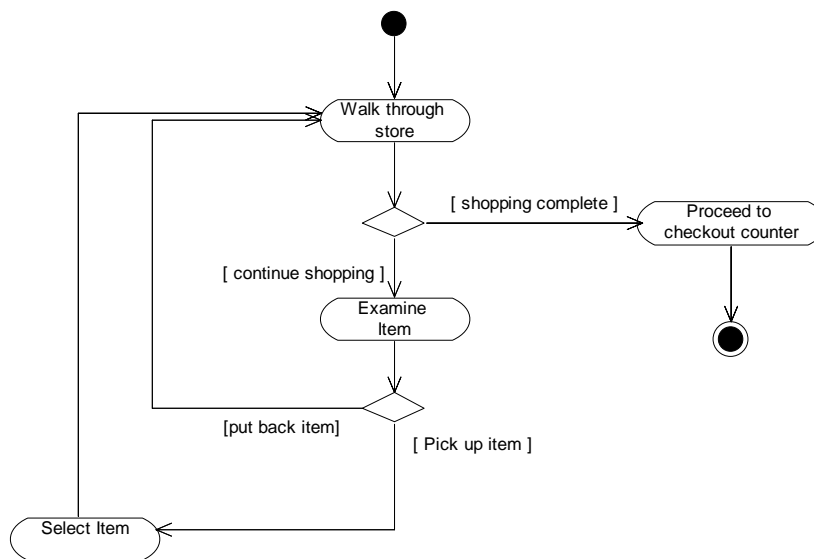 Walk through
store
[ shopping complete ]
Proceed to
checkout counter
[ continue shopping ]
Examine
Item
[put back item]
[ Pick up item ]
Select Item